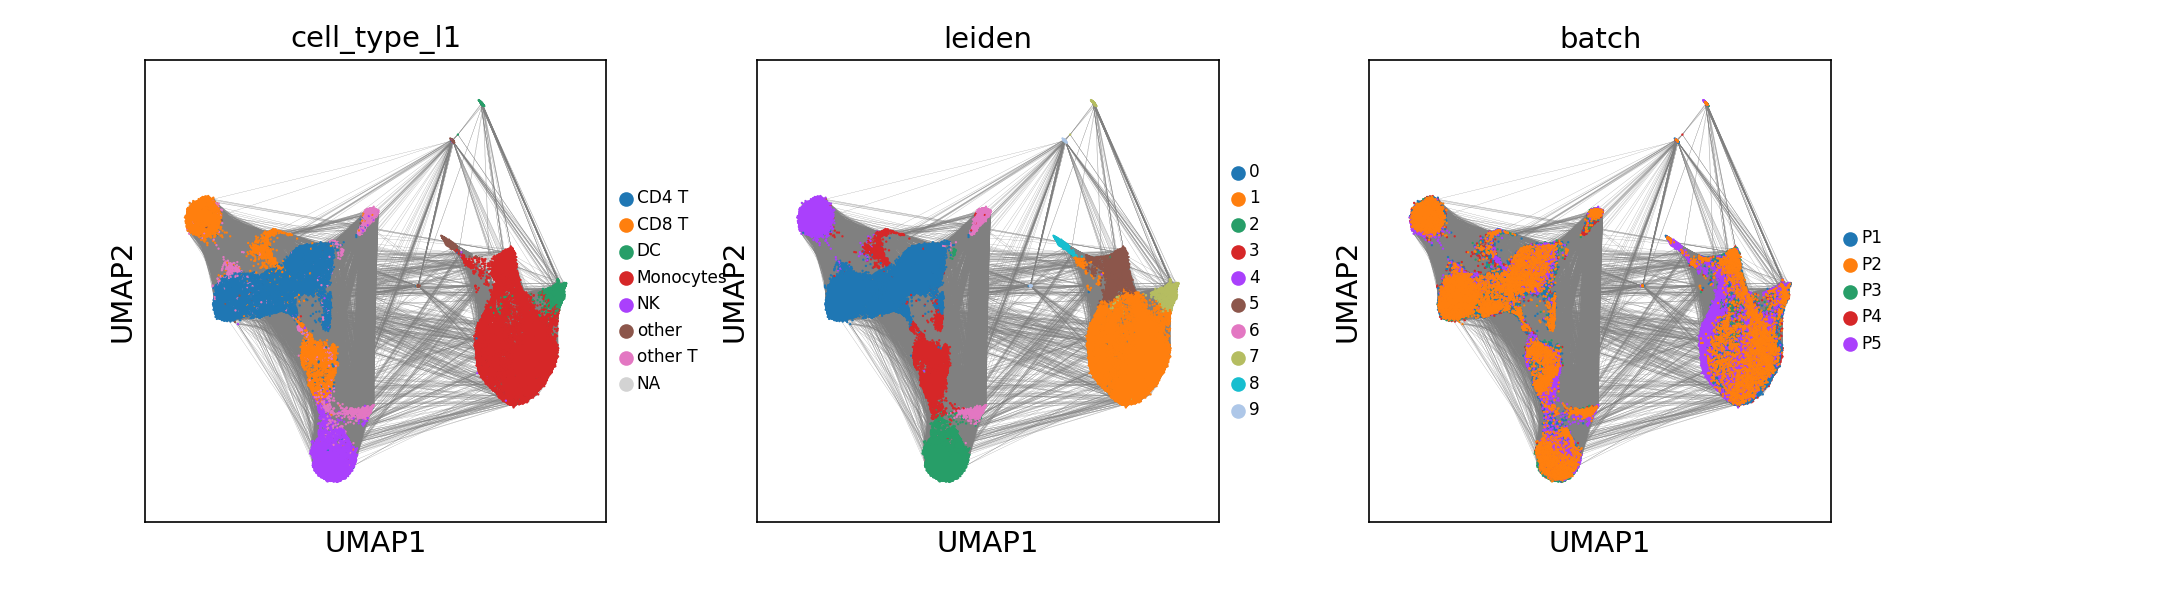 cell_type_l1
UMAP2
UMAP1
CD4 T
CD8 T
DC
Monocytes
NK
other
other T
NA
leiden
UMAP2
UMAP1
0
1
2
3
4
5
6
7
8
9
batch
UMAP2
UMAP1
P1
P2
P3
P4
P5